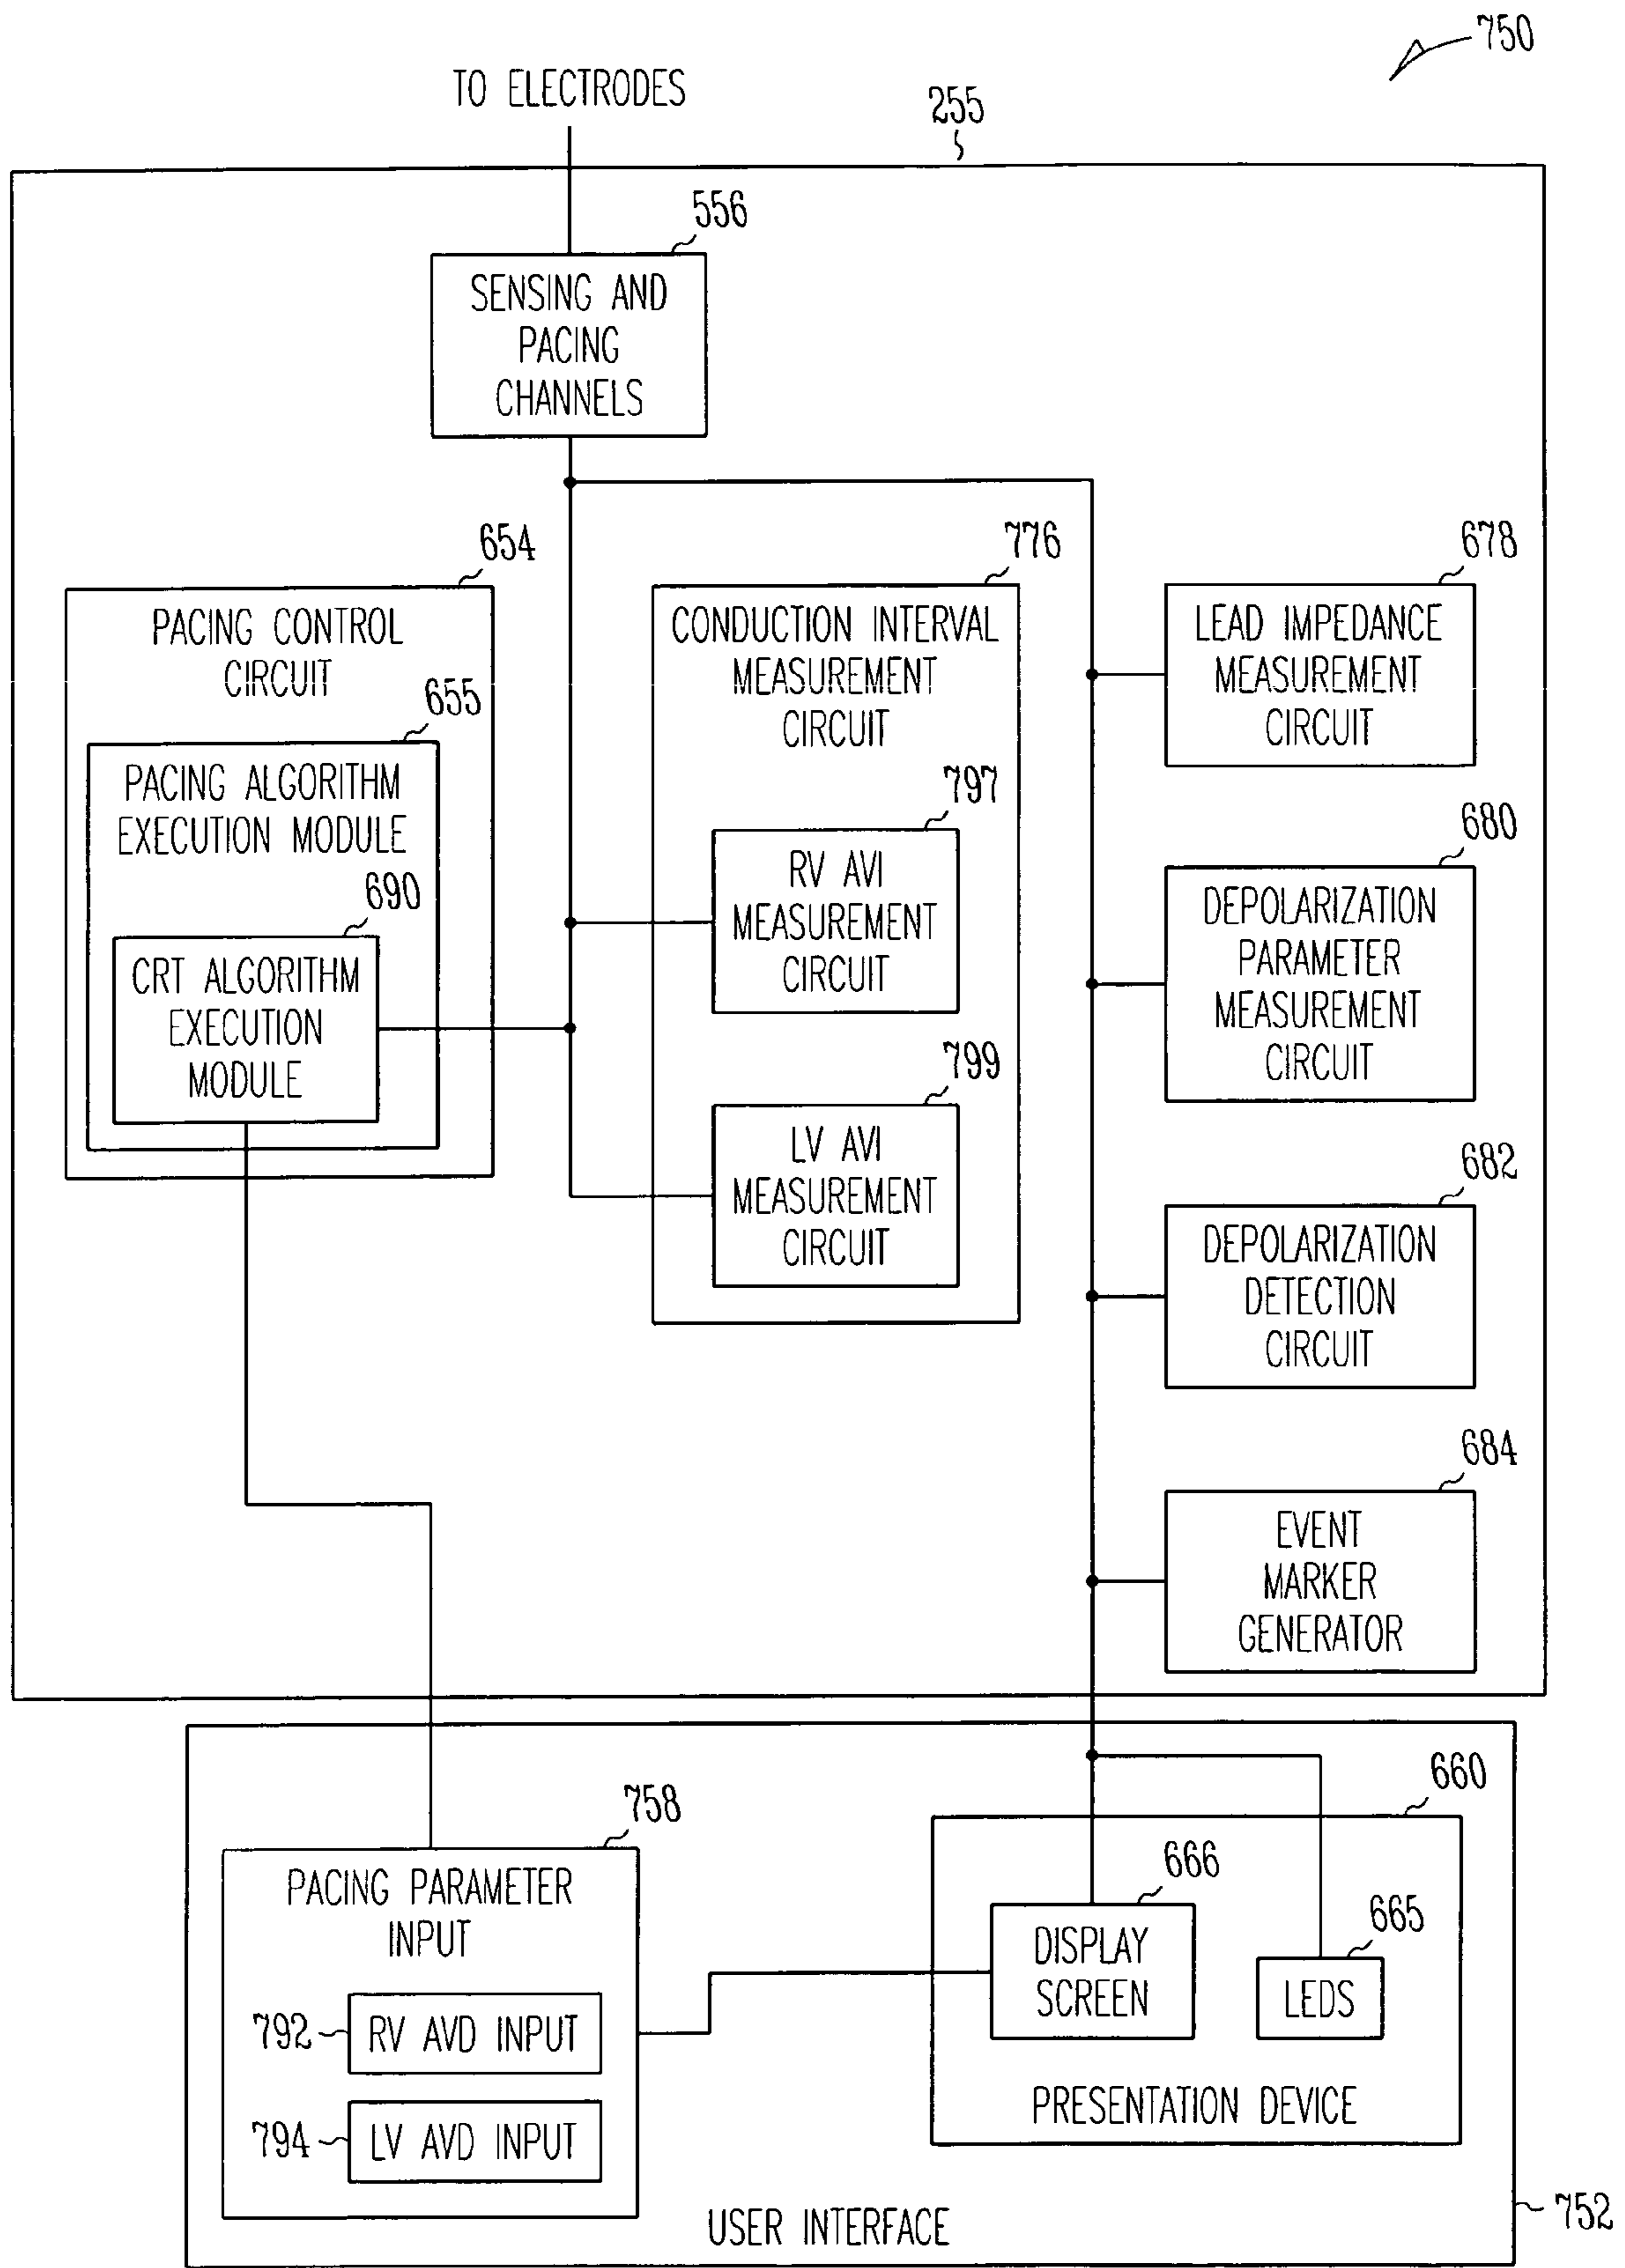 750
TO ELECTRODES
255
556
SENSING AND
PACING
CHANNELS
654
PACING CONTROL
CIRCUIT
655
PACING ALGORITHM
EXECUTION MODULE
690
CRT ALGORITHM
EXECUTION
MODULE
776
CONDUCTION INTERVAL
MEASUREMENT
CIRCUIT
797
RV AVI
MEASUREMENT
CIRCUIT
799
LV AVI
MEASUREMENT
CIRCUIT
678
LEAD IMPEDANCE
MEASUREMENT
CIRCUIT
680
DEPOLARIZATION
PARAMETER
MEASUREMENT
CIRCUIT
682
DEPOLARIZATION
DETECTION
CIRCUIT
684
EVENT
MARKER
GENERATOR
758
PACING PARAMETER
INPUT
792
RV AVD INPUT
794
LV AVD INPUT
660
666
DISPLAY
SCREEN
665
LEDS
PRESENTATION DEVICE
USER INTERFACE
752